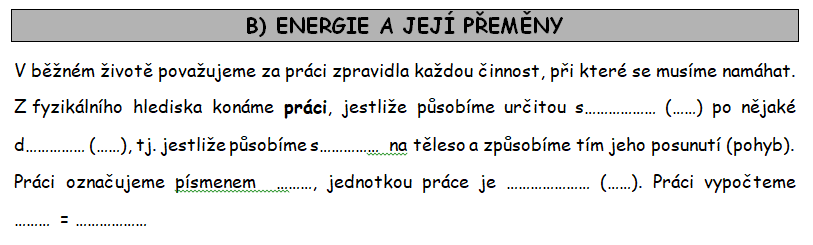 B) ENERGIE A JEJÍ PŘEMĚNY
V běžném životě považujeme za práci zpravidla každou činnost, při které se musíme namáhat.
Z fyzikálního hlediska konáme práci, jestliže působíme určitou s……………… (……) po nějaké
d…………… (……), tj. jestliže působíme s…………… na těleso a způsobíme tím jeho posunutí (pohyb).
Práci označujeme písmenem ………, jednotkou práce je ………………… (……). Práci vypočteme
……… = ………………